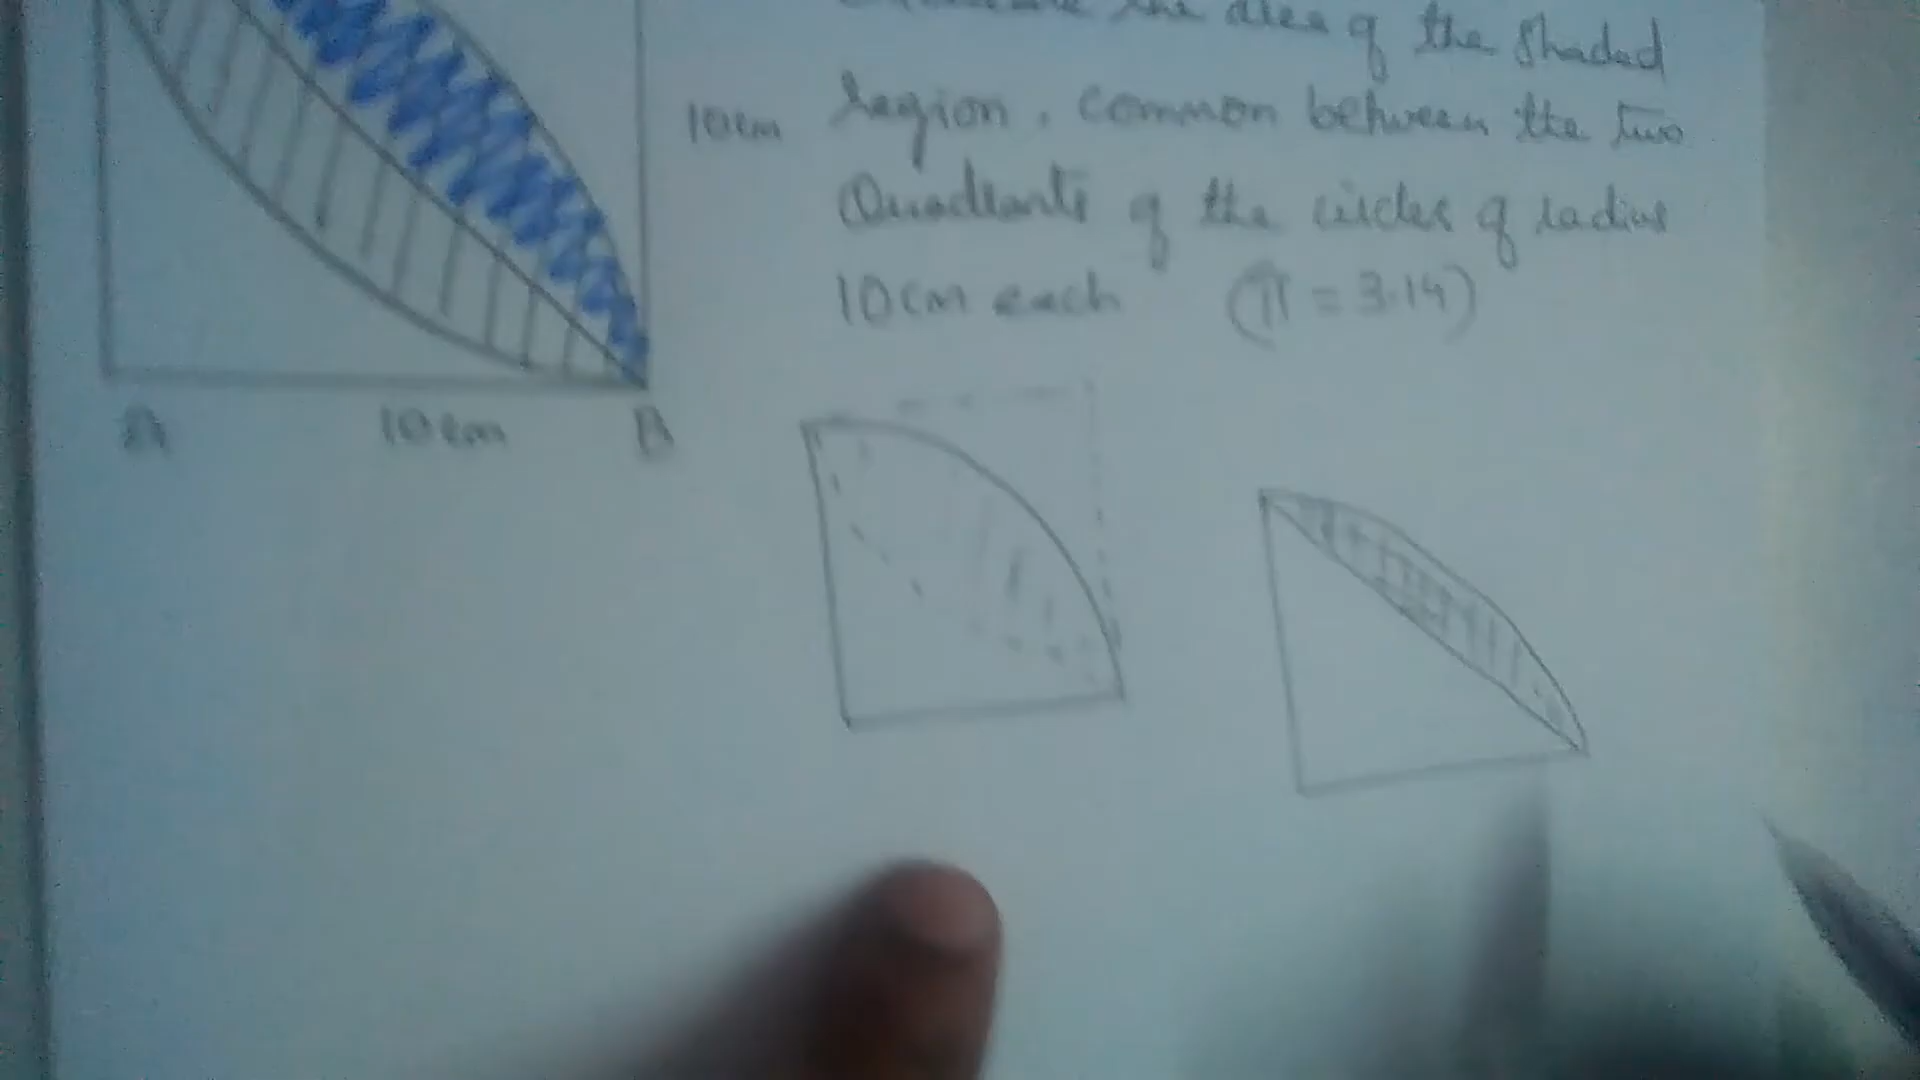 the area of the shaded
10cm
region, common between the two
Quadrants of the circles of radius
10cm each (π = 3.14)
A 10cm B